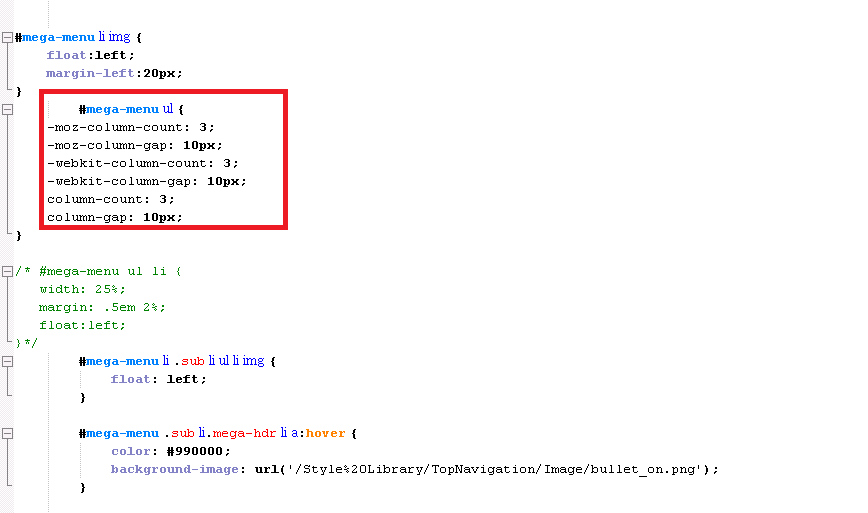 #mega-menu li img {
float:left;
margin-left:20px;
}
#mega-menu ul {
-moz-column-count: 3;
-moz-column-gap: 10px;
-webkit-column-count: 3;
-webkit-column-gap: 10px;
column-count: 3;
column-gap: 10px;
}
/* #mega-menu ul li {
width: 25%;
margin: .5em 2%;
float:left;
}*/
#mega-menu li .sub li ul li img {
float: left;
}
#mega-menu .sub li.mega-hdr li a:hover {
color: #990000;
background-image: url('/Style%20Library/TopNavigation/Image/bullet_on.png');
}